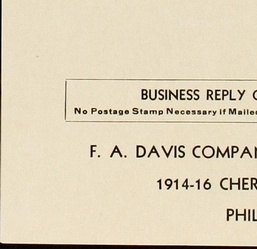 BUSINESS REPLY
No Postage Stamp Necessary If Mailed
F. A. DAVIS COMPAN
1914-16 CHER
PHIL